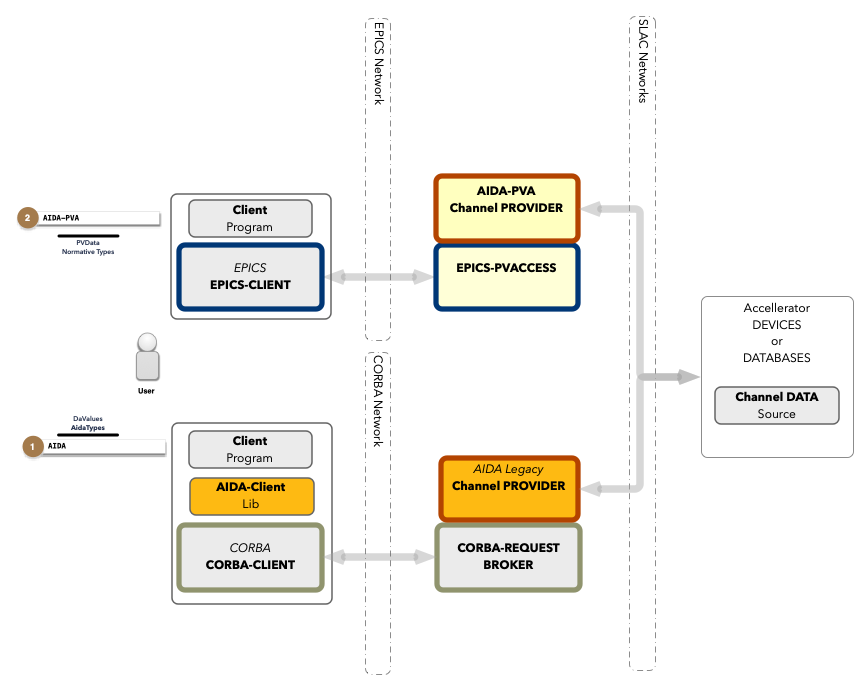 EPICS Network
SLAC Networks
AIDA-PVA
Channel PROVIDER
2
AIDA-PVA
PVData
Normative Types
Client
Program
EPICS
EPICS-CLIENT
EPICS-PVACCESS
Accellerator
DEVICES
or
DATABASES
Channel DATA
Source
User
CORBA Network
DaValues
AidaTypes
1
AIDA
Client
Program
AIDA-Client
Lib
CORBA
CORBA-CLIENT
AIDA Legacy
Channel PROVIDER
CORBA-REQUEST
BROKER